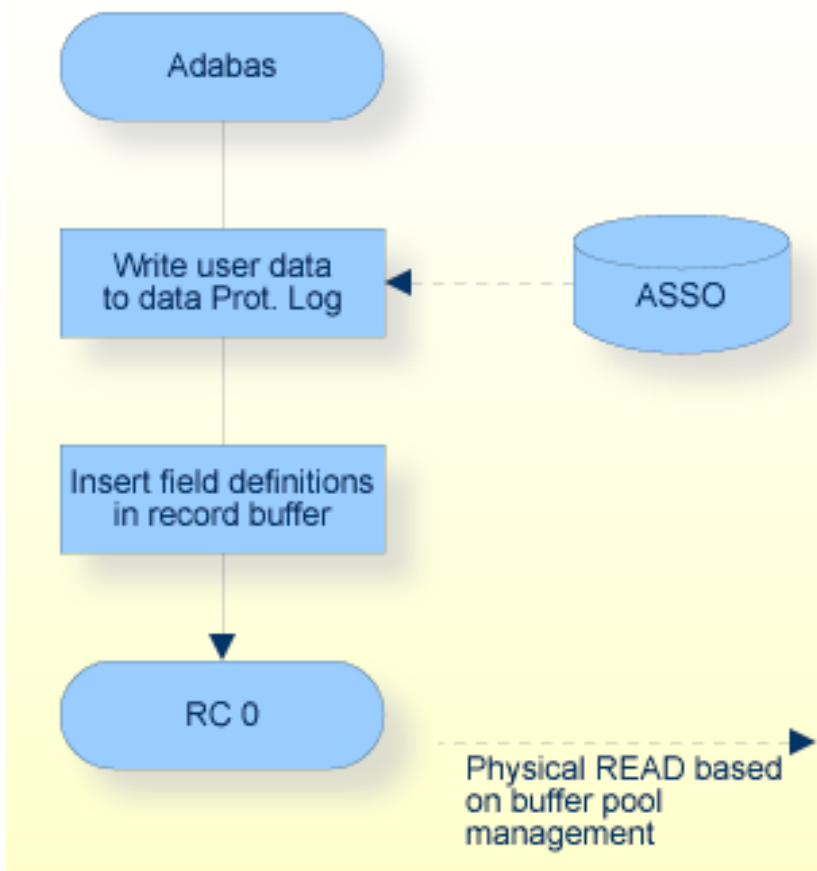 Adabas
Write user data
to data Prot. Log
ASSO
Insert field definitions
in record buffer
RC 0
Physical READ based
on buffer pool
management